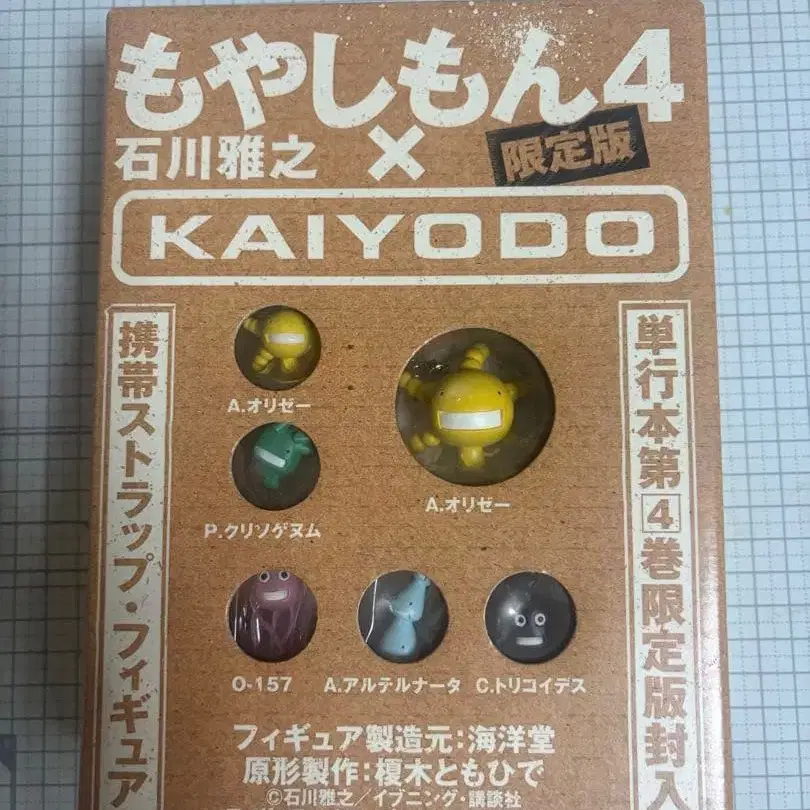 もやしもん4
石川雅之 × 限定版
KAIYODO
携帯ストラップ・フィギュア
単行本第4巻限定版封入
A.オリゼー
A.オリゼー
P.クリソゲヌム
O-157
A.アルテルナータ
C.トリコイデス
フィギュア製造元:海洋堂
原形製作:榎木ともひで
©石川雅之/イブニング・講談社